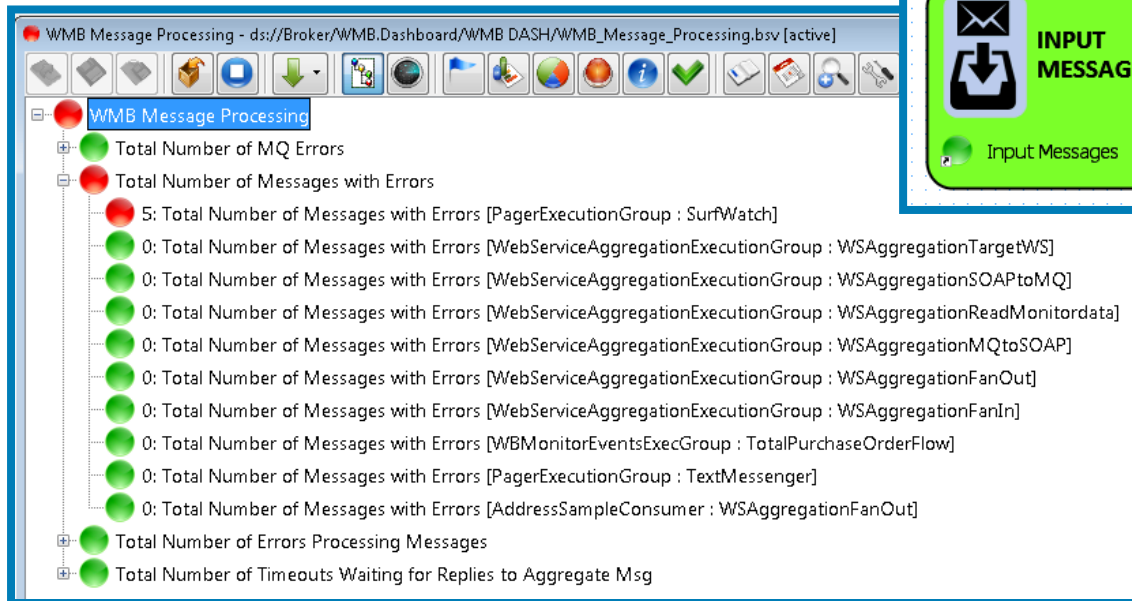 WMB Message Processing - ds://Broker/WMB.Dashboard/WMB DASH/WMB_Message_Processing.bsv [active]
WMB Message Processing
Total Number of MQ Errors
Total Number of Messages with Errors
5: Total Number of Messages with Errors [PagerExecutionGroup : SurfWatch]
0: Total Number of Messages with Errors [WebServiceAggregationExecutionGroup : WSAggregationTargetWS]
0: Total Number of Messages with Errors [WebServiceAggregationExecutionGroup : WSAggregationSOAPtoMQ]
0: Total Number of Messages with Errors [WebServiceAggregationExecutionGroup : WSAggregationReadMonitordata]
0: Total Number of Messages with Errors [WebServiceAggregationExecutionGroup : WSAggregationMQtoSOAP]
0: Total Number of Messages with Errors [WebServiceAggregationExecutionGroup : WSAggregationFanOut]
0: Total Number of Messages with Errors [WebServiceAggregationExecutionGroup : WSAggregationFanIn]
0: Total Number of Messages with Errors [WBMonitorEventsExecGroup : TotalPurchaseOrderFlow]
0: Total Number of Messages with Errors [PagerExecutionGroup : TextMessenger]
0: Total Number of Messages with Errors [AddressSampleConsumer : WSAggregationFanOut]
Total Number of Errors Processing Messages
Total Number of Timeouts Waiting for Replies to Aggregate Msg
INPUT
MESSAG
Input Messages